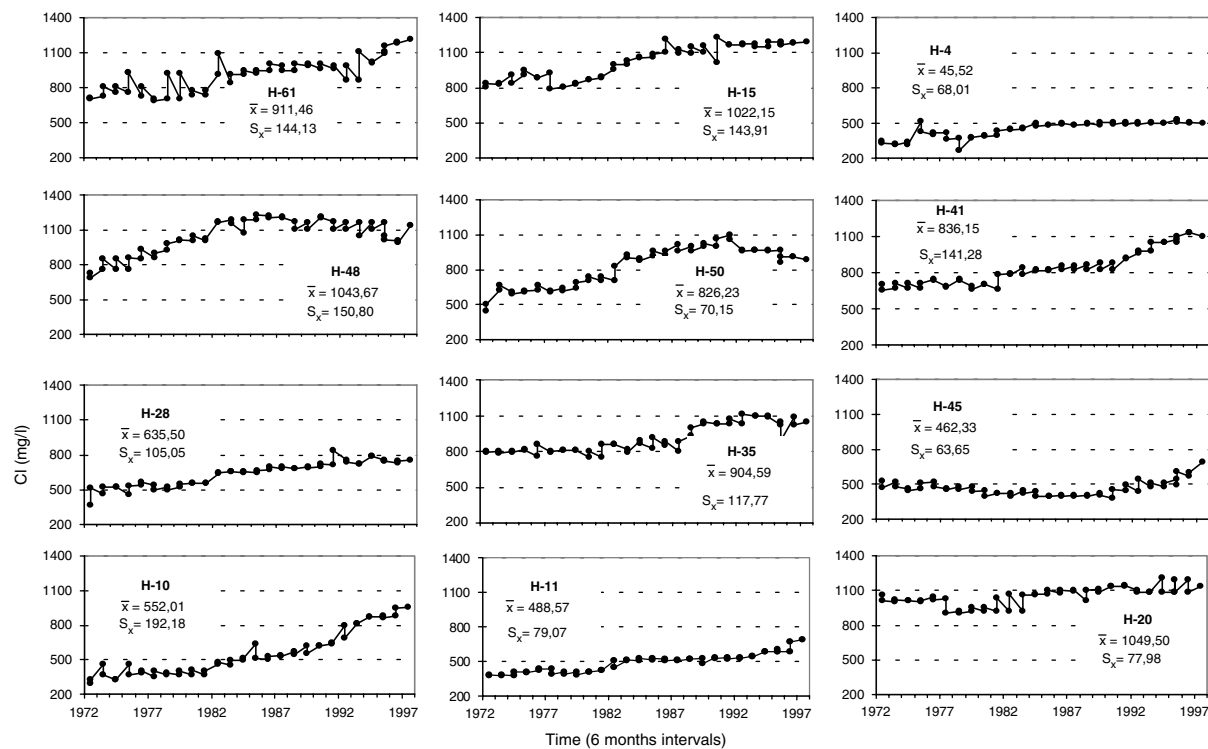 1400
1100
800
500
200
H-61
x̄ = 911,46
Sx= 144,13
1400
1100
800
500
200
H-15
x̄ = 1022,15
Sx= 143,91
1400
1100
800
500
200
H-4
x̄ = 45,52
Sx= 68,01
1400
1100
800
500
200
H-48
x̄ = 1043,67
Sx= 150,80
1400
1100
800
500
200
H-50
x̄ = 826,23
Sx= 70,15
1400
1100
800
500
200
H-41
x̄ = 836,15
Sx=141,28
Cl (mg/l)
1400
1100
800
500
200
H-28
x̄ = 635,50
Sx= 105,05
1400
1100
800
500
200
H-35
x̄ = 904,59
Sx= 117,77
1400
1100
800
500
200
H-45
x̄ = 462,33
Sx= 63,65
1400
1100
800
500
200
H-10
x̄ = 552,01
Sx= 192,18
1972 1977 1982 1987 1992 1997
1400
1100
800
500
200
H-11
x̄ = 488,57
Sx= 79,07
1972 1977 1982 1987 1992 1997
1400
1100
800
500
200
H-20
x̄ = 1049,50
Sx= 77,98
1972 1977 1982 1987 1992 1997
Time (6 months intervals)